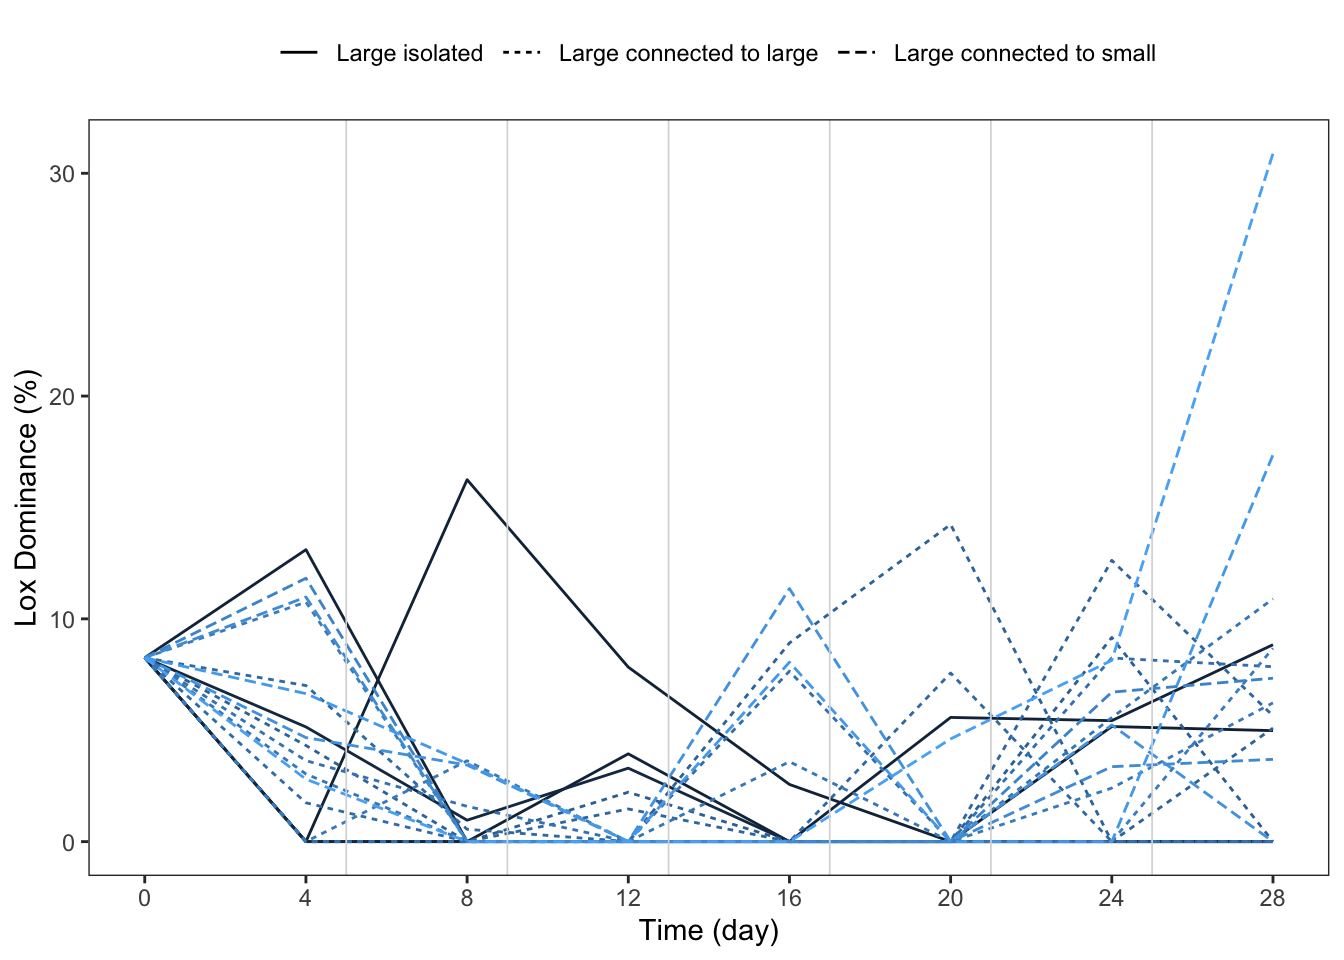 Large isolated Large connected to large Large connected to small
30
20
10
0
Lox Dominance (%)
0 4 8 12 16 20 24 28
Time (day)